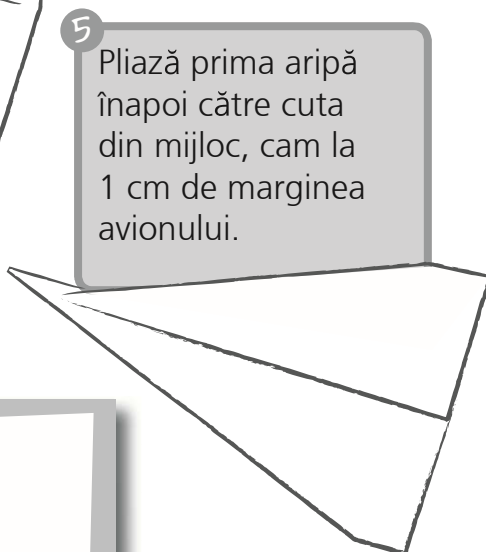 5
Pliază prima aripă
înapoi către cuta
din mijloc, cam la
1 cm de marginea
avionului.